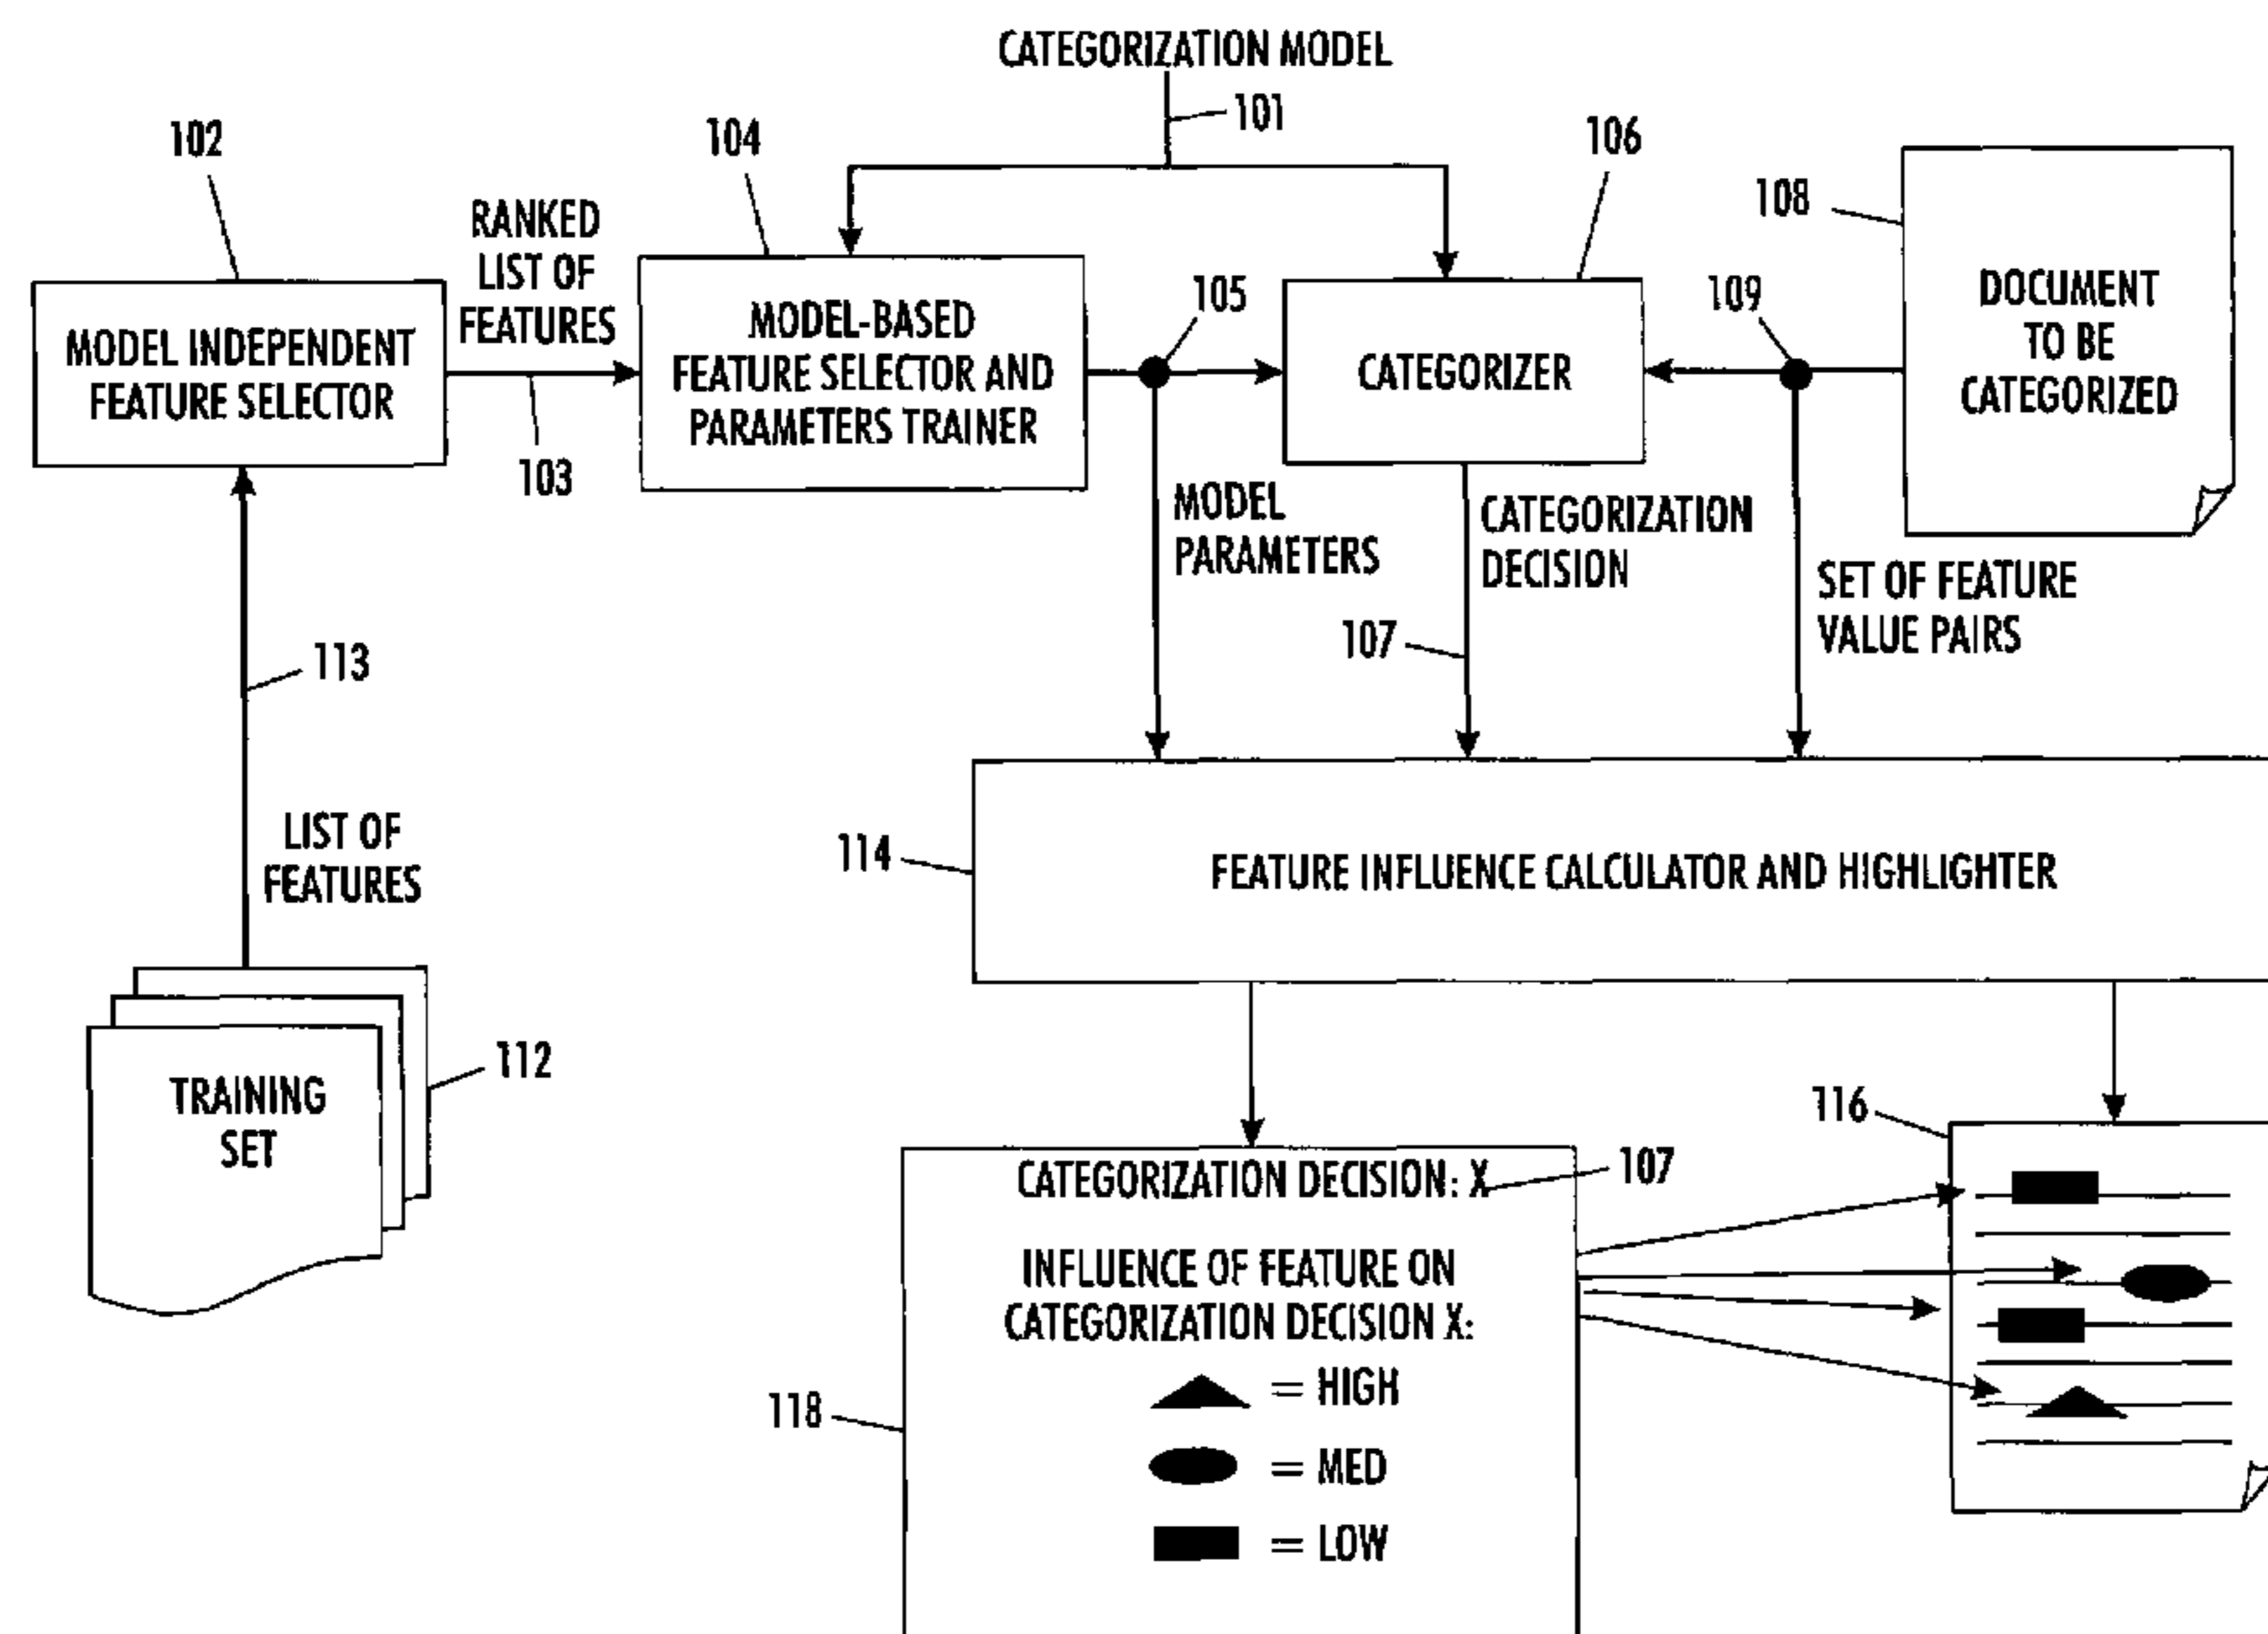 CATEGORIZATION MODEL
101
102
104
106
108
RANKED
LIST OF
FEATURES
103
MODEL INDEPENDENT
FEATURE SELECTOR
MODEL-BASED
FEATURE SELECTOR AND
PARAMETERS TRAINER
105
CATEGORIZER
109
DOCUMENT
TO BE
CATEGORIZED
MODEL
PARAMETERS
CATEGORIZATION
DECISION
107
SET OF FEATURE
VALUE PAIRS
113
LIST OF
FEATURES
114
FEATURE INFLUENCE CALCULATOR AND HIGHLIGHTER
TRAINING
SET
112
116
CATEGORIZATION DECISION: X
107
INFLUENCE OF FEATURE ON
CATEGORIZATION DECISION X:
= HIGH
= MED
= LOW
118